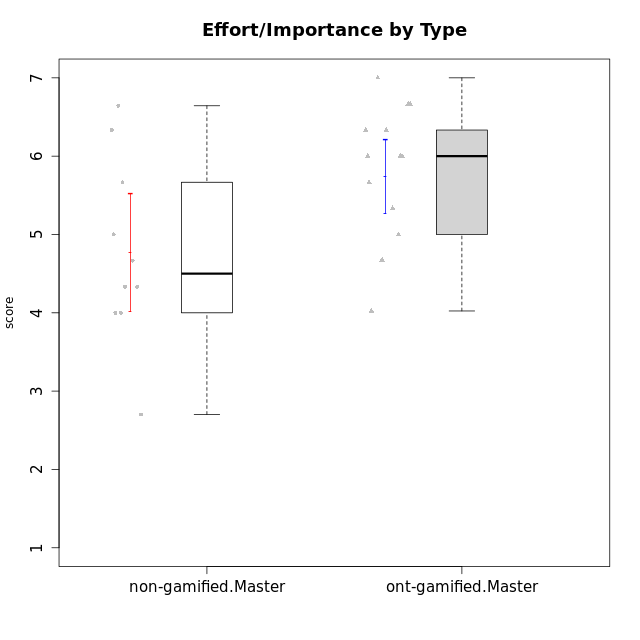 Effort/Importance by Type
score
7
6
5
4
3
2
1
non-gamified.Master
ont-gamified.Master